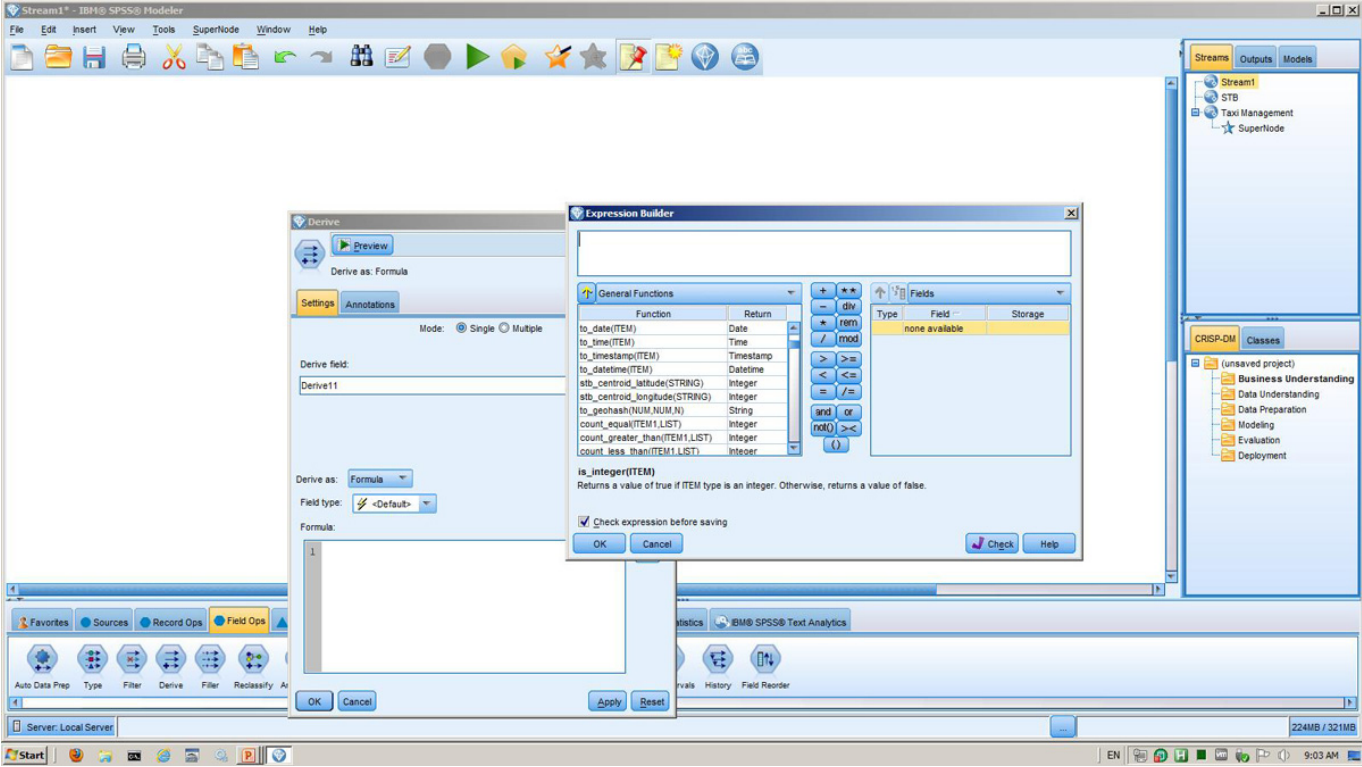 Stream1* - IBM® SPSS® Modeler
File Edit Insert View Tools SuperNode Window Help
Streams Outputs Models
Stream1
STB
Taxi Management
SuperNode
Derive
Preview
Derive as: Formula
Settings Annotations
Mode: Single Multiple
Derive field:
Derive11
Derive as: Formula
Field type: <Default>
Formula:
1
OK Cancel Apply Reset
Expression Builder
General Functions
Function Return
to_date(ITEM) Date
to_time(ITEM) Time
to_timestamp(ITEM) Timestamp
to_datetime(ITEM) Datetime
stb_centroid_latitude(STRING) Integer
stb_centroid_longitude(STRING) Integer
to_geohash(NUM,NUM,N) String
count_equal(ITEM1,LIST) Integer
count_greater_than(ITEM1,LIST) Integer
count_less_than(ITEM1,LIST) Integer
+ **
- div
* rem
/ mod
> >=
< <=
= /=
and or
not() ><
()
Fields
Type Field Storage
none available
is_integer(ITEM)
Returns a value of true if ITEM type is an integer. Otherwise, returns a value of false.
Check expression before saving
OK Cancel Check Help
CRISP-DM Classes
(unsaved project)
Business Understanding
Data Understanding
Data Preparation
Modeling
Evaluation
Deployment
Favorites Sources Record Ops Field Ops IBM® SPSS® Text Analytics
Auto Data Prep Type Filter Derive Filler Reclassify History Field Reorder
Server: Local Server ... 224MB / 321MB
Start EN 9:03 AM